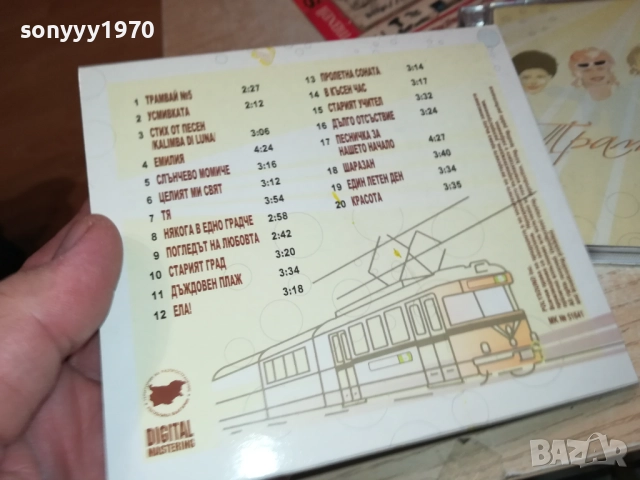 sonyyy1970
1 ТРАМВАЙ №5 2:27
2 УСМИВКАТА 2:12
3 СТИХ ОТ ПЕСЕН
/KALIMBA DI LUNA/ 3:06
4 ЕМИЛИЯ 4:24
5 СЛЪНЧЕВО МОМИЧЕ 3:16
6 ЦЕЛИЯТ МИ СВЯТ 3:12
7 ТЯ 3:54
8 НЯКОГА В ЕДНО ГРАДЧЕ 2:58
9 ПОГЛЕДЪТ НА ЛЮБОВТА 2:42
10 СТАРИЯТ ГРАД 3:20
11 ДЪЖДОВЕН ПЛАЖ 3:34
12 ЕЛА! 3:18
13 ПРОЛЕТНА СОНАТА 3:14
14 В КЪСЕН ЧАС 3:17
15 СТАРИЯТ УЧИТЕЛ 3:32
16 ДЪЛГО ОТСЪСТВИЕ 3:24
17 ПЕСНИЧКА ЗА
НАШЕТО НАЧАЛО 4:27
18 ШАРАЗАН 3:40
19 ЕДИН ЛЕТЕН ДЕН 3:34
20 КРАСОТА 3:35
MK № 51641
DIGITAL
MASTERING
BAZAR